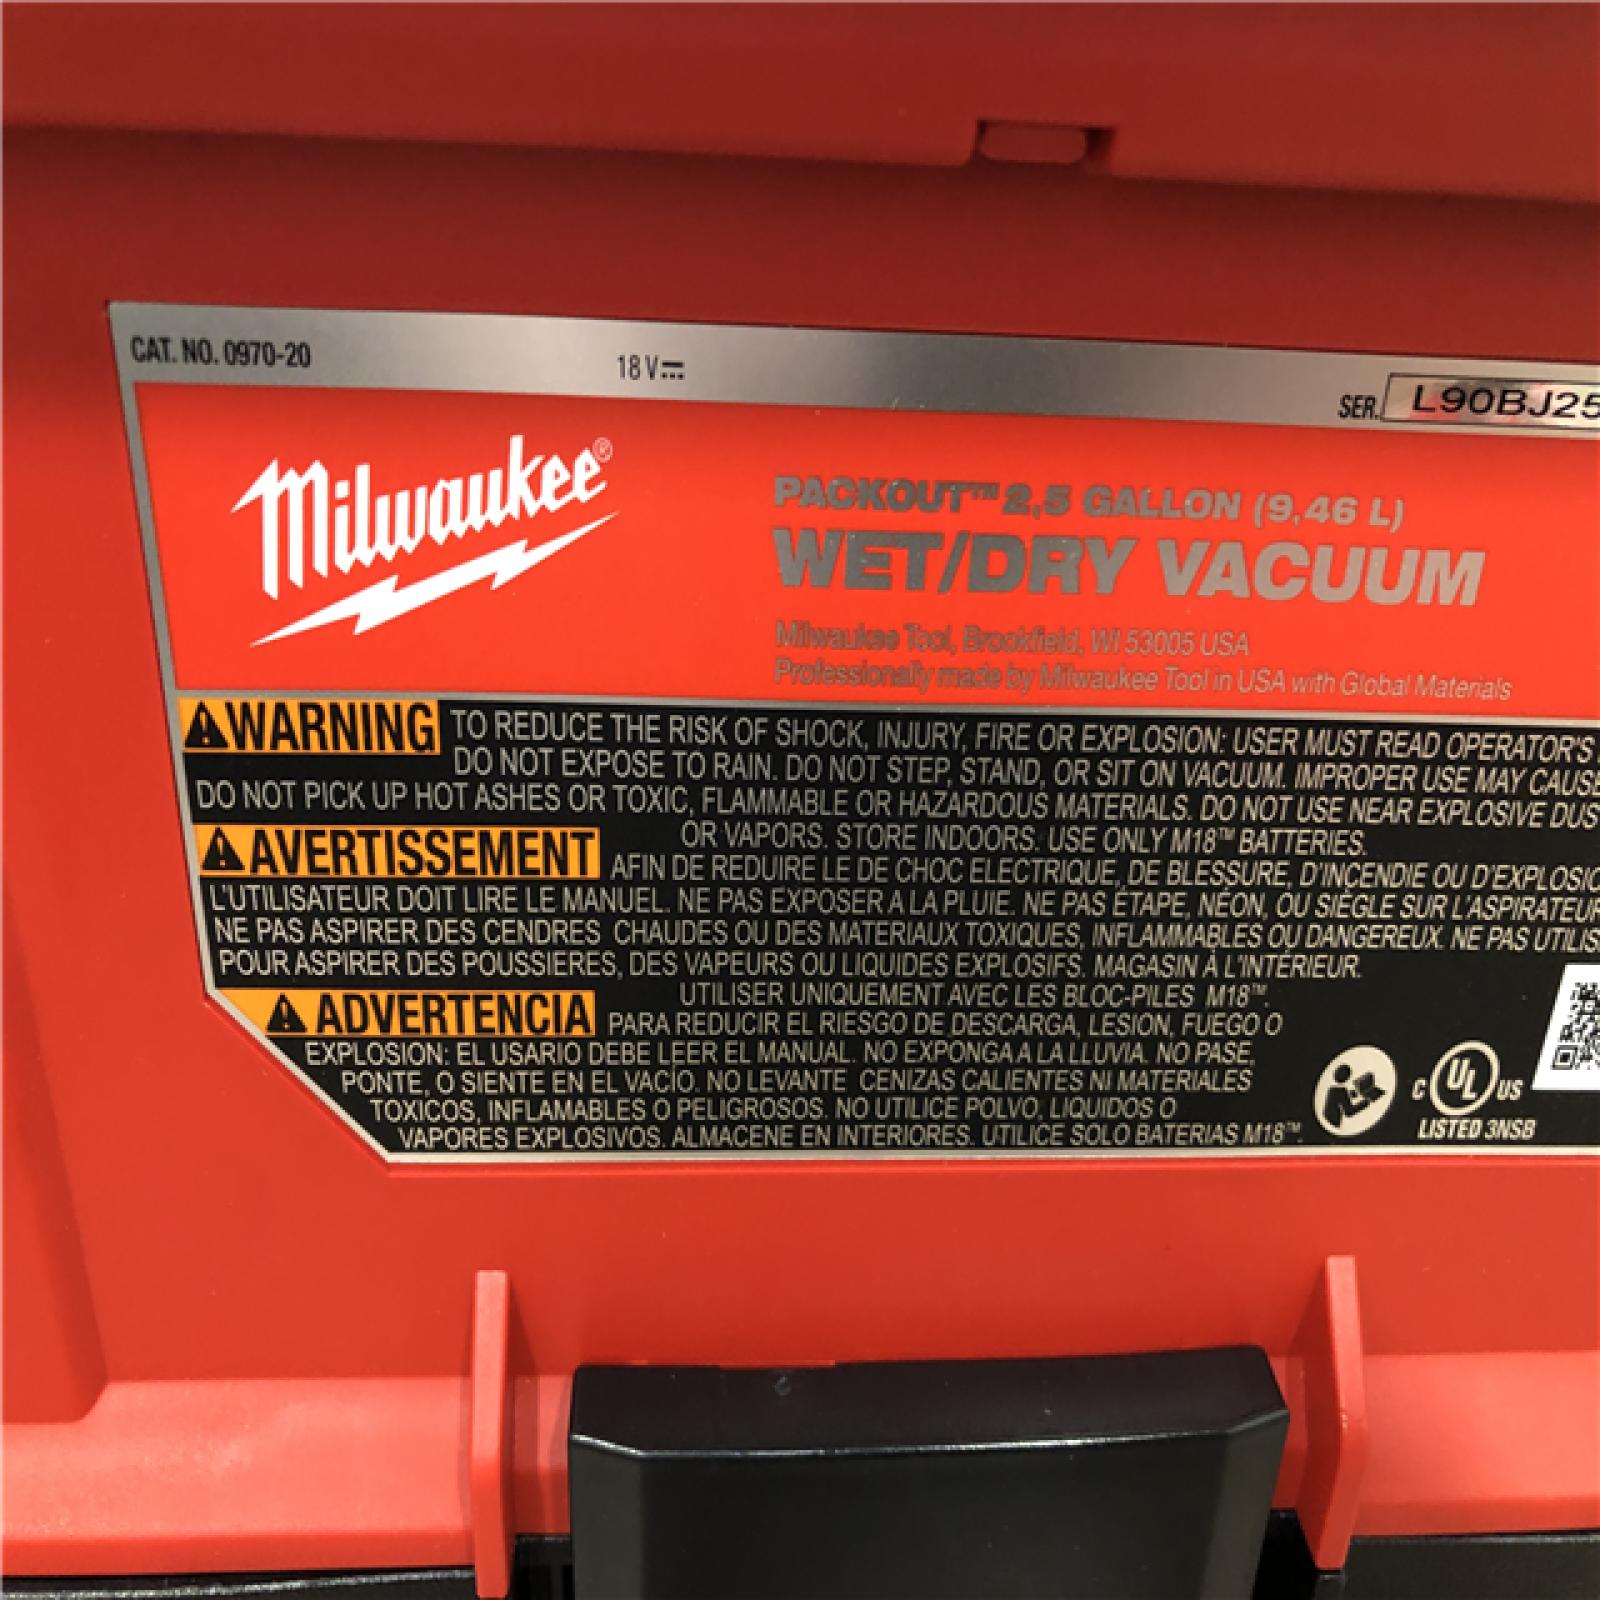 CAT. NO. 0970-20 18 V SER. L90BJ25
Milwaukee®
PACKOUT™ 2,5 GALLON (9,46 L)
WET/DRY VACUUM
Milwaukee Tool, Brookfield, WI 53005 USA
Professionally made by Milwaukee Tool in USA with Global Materials
WARNING TO REDUCE THE RISK OF SHOCK, INJURY, FIRE OR EXPLOSION: USER MUST READ OPERATOR'S
DO NOT EXPOSE TO RAIN. DO NOT STEP, STAND, OR SIT ON VACUUM. IMPROPER USE MAY CAUSE
DO NOT PICK UP HOT ASHES OR TOXIC, FLAMMABLE OR HAZARDOUS MATERIALS. DO NOT USE NEAR EXPLOSIVE DUS
OR VAPORS. STORE INDOORS. USE ONLY M18™ BATTERIES.
AVERTISSEMENT AFIN DE REDUIRE LE DE CHOC ELECTRIQUE, DE BLESSURE, D'INCENDIE OU D'EXPLOSIO
L'UTILISATEUR DOIT LIRE LE MANUEL. NE PAS EXPOSER A LA PLUIE. NE PAS ÉTAPE, NÉON, OU SIÈGLE SUR L'ASPIRATEUR
NE PAS ASPIRER DES CENDRES CHAUDES OU DES MATERIAUX TOXIQUES, INFLAMMABLES OU DANGEREUX. NE PAS UTILIS
POUR ASPIRER DES POUSSIERES, DES VAPEURS OU LIQUIDES EXPLOSIFS. MAGASIN À L'INTÉRIEUR.
UTILISER UNIQUEMENT AVEC LES BLOC-PILES M18™.
ADVERTENCIA PARA REDUCIR EL RIESGO DE DESCARGA, LESION, FUEGO O
EXPLOSION: EL USARIO DEBE LEER EL MANUAL. NO EXPONGA A LA LLUVIA. NO PASE,
PONTE, O SIENTE EN EL VACÍO. NO LEVANTE CENIZAS CALIENTES NI MATERIALES
TOXICOS, INFLAMABLES O PELIGROSOS. NO UTILICE POLVO, LIQUIDOS O
VAPORES EXPLOSIVOS. ALMACENE EN INTERIORES. UTILICE SOLO BATERIAS M18™.
C UL US
LISTED 3NSB